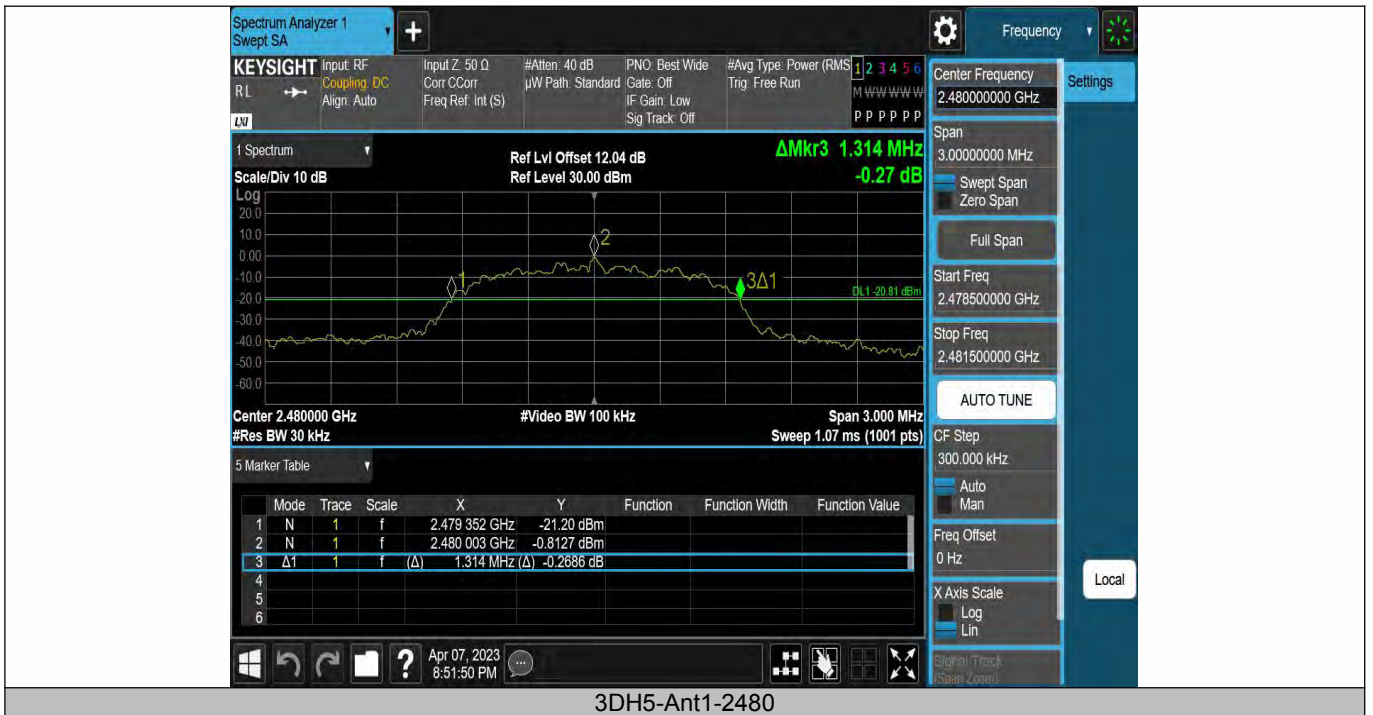 Spectrum Analyzer 1
Swept SA
+
Frequency
KEYSIGHT
RL
LXI
Input: RF
Coupling: DC
Align: Auto
Input Z: 50 Ω
Corr CCorr
Freq Ref: Int (S)
#Atten: 40 dB
µW Path: Standard
PNO: Best Wide
Gate: Off
IF Gain: Low
Sig Track: Off
#Avg Type: Power (RMS
Trig: Free Run
1 2 3 4 5 6
M W W W W W
P P P P P P
1 Spectrum
Scale/Div 10 dB
Ref Lvl Offset 12.04 dB
Ref Level 30.00 dBm
ΔMkr3 1.314 MHz
-0.27 dB
Log
20.0
10.0
0.00
-10.0
-20.0
-30.0
-40.0
-50.0
-60.0
1
2
3Δ1
DL1 -20.81 dBm
Center 2.480000 GHz
#Video BW 100 kHz
Span 3.000 MHz
#Res BW 30 kHz
Sweep 1.07 ms (1001 pts)
5 Marker Table
Mode Trace Scale X Y Function Function Width Function Value
1 N 1 f 2.479 352 GHz -21.20 dBm
2 N 1 f 2.480 003 GHz -0.8127 dBm
3 Δ1 1 f (Δ) 1.314 MHz (Δ) -0.2686 dB
4
5
6
Center Frequency
2.480000000 GHz
Settings
Span
3.00000000 MHz
Swept Span
Zero Span
Full Span
Start Freq
2.478500000 GHz
Stop Freq
2.481500000 GHz
AUTO TUNE
CF Step
300.000 kHz
Auto
Man
Freq Offset
0 Hz
X Axis Scale
Log
Lin
Signal Track
(Span Zoom)
Local
?
Apr 07, 2023
8:51:50 PM
3DH5-Ant1-2480